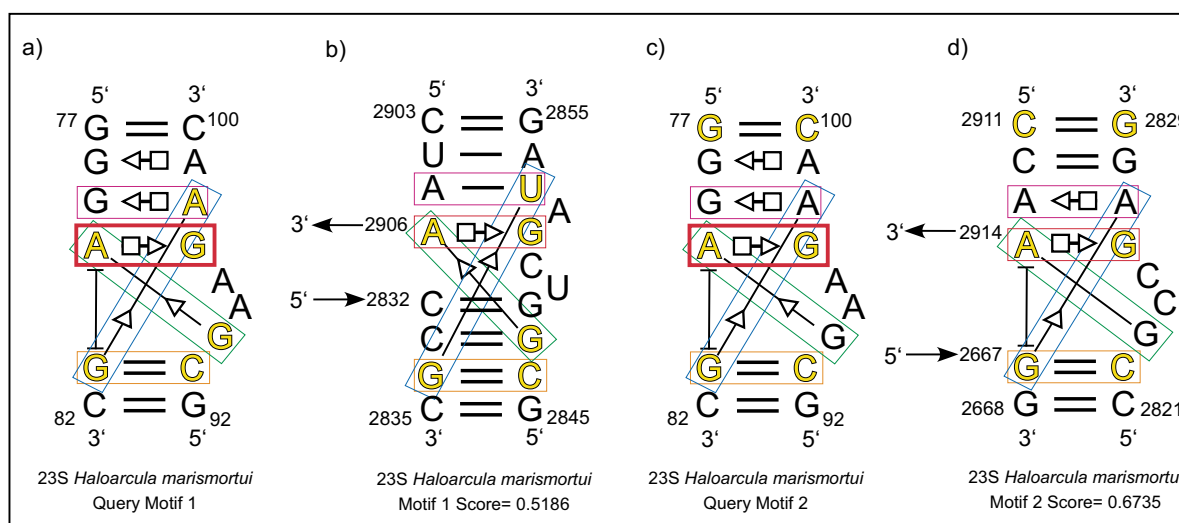 a) b) c) d)
5‘ 3‘ 5‘ 3‘ 5‘ 3‘ 5‘ 3‘
77 G C 100 2903 C G 2855 77 G C 100 2911 C G 2829
G A U A G A C G
G A A U G A A A
A
3‘ 2906 A G 3‘ 2914 A G
A G A G
A C A C
A U A C
5‘ 2832 C G
G G G
C G 5‘ 2667
G C G C G C G C
82 C G 92 2835 C G 2845 82 C G 92 2668 G C 2821
3‘ 5‘ 3‘ 5‘ 3‘ 5‘ 3‘ 5‘
23S Haloarcula marismortui 23S Haloarcula marismortui 23S Haloarcula marismortui 23S Haloarcula marismortui
Query Motif 1 Motif 1 Score= 0.5186 Query Motif 2 Motif 2 Score= 0.6735